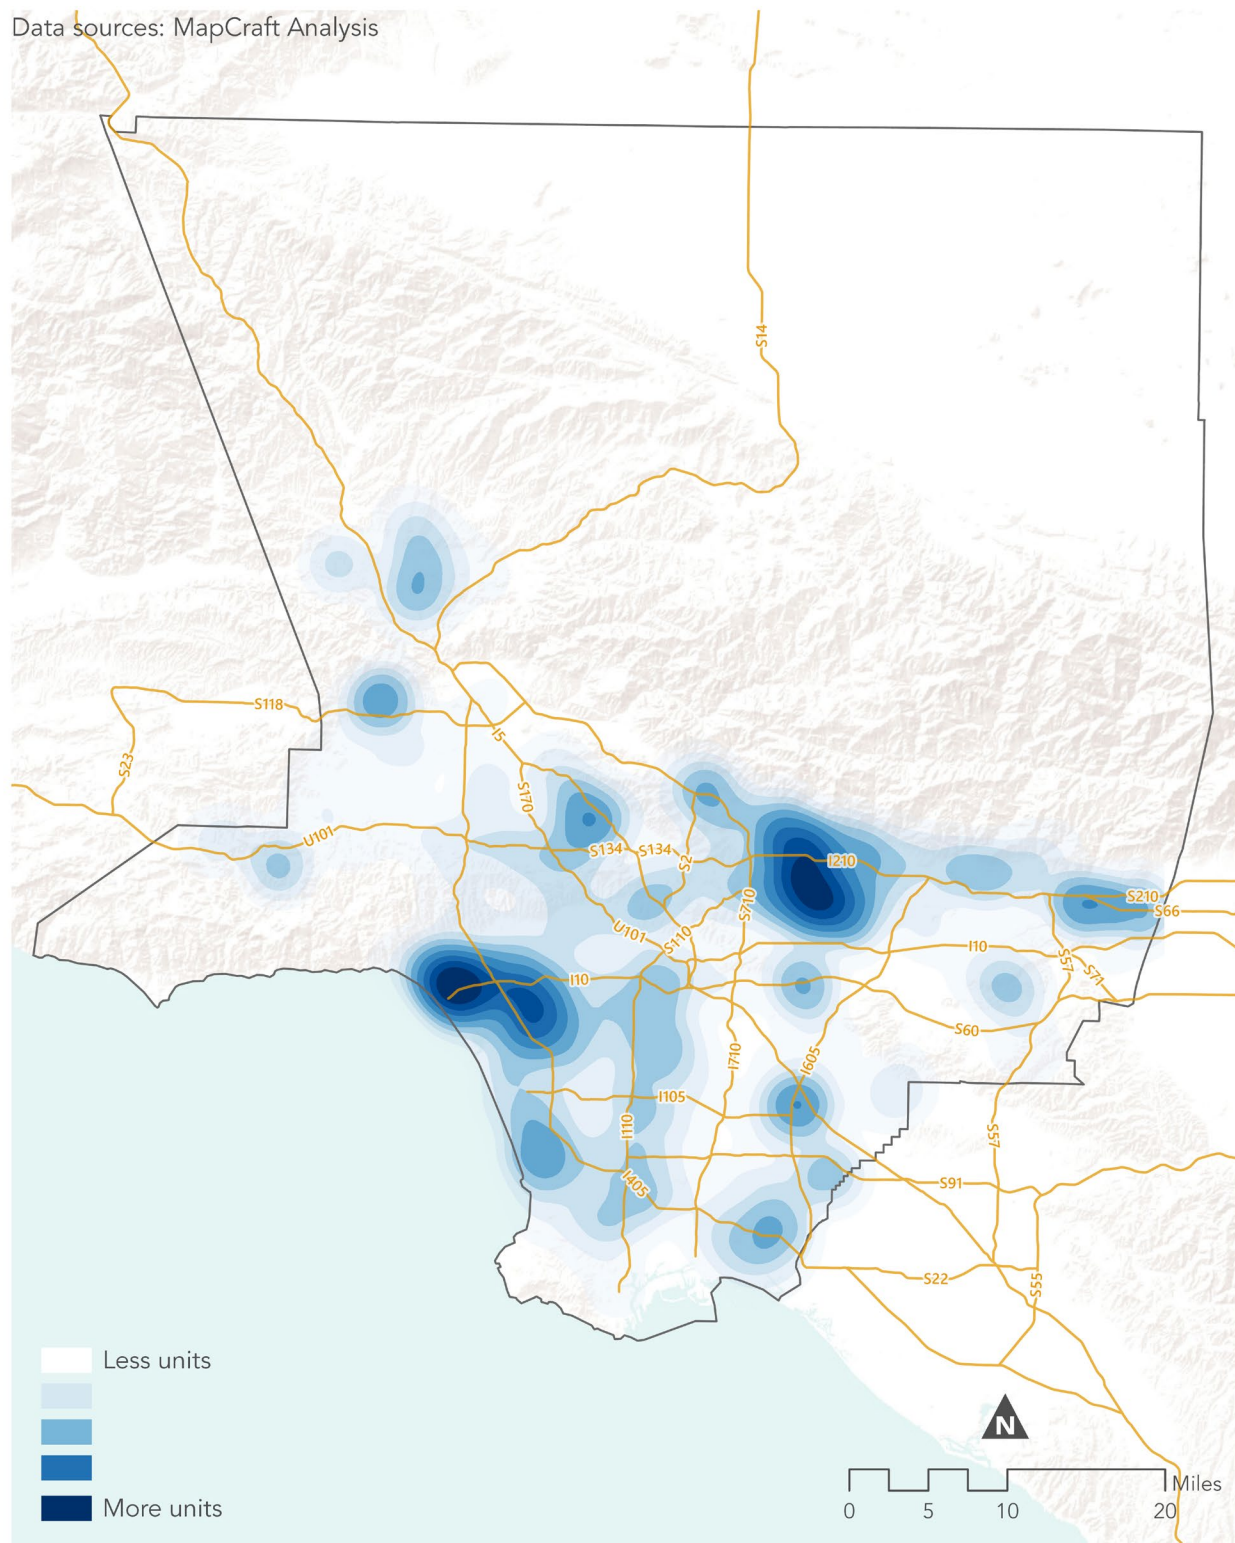 Data sources: MapCraft Analysis
S14
S118
I5
S23
S170
U101
S134
S134
S2
I210
S210
S66
S710
U101
S110
I10
I10
S57
S71
S60
I710
I605
I105
I110
S57
I405
S91
S22
S55
Less units
More units
N
Miles
0
5
10
20